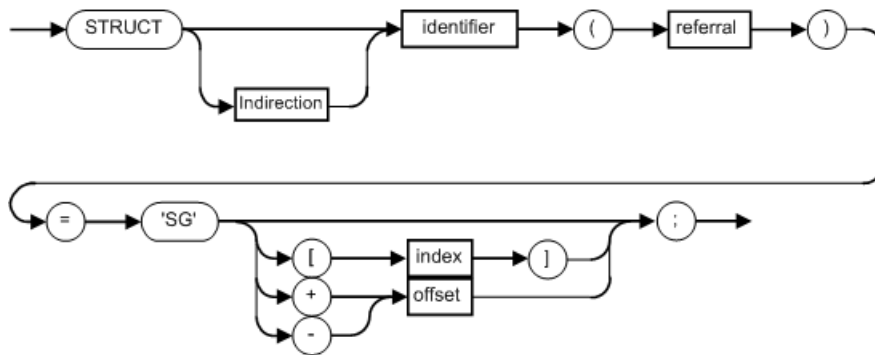 STRUCT identifier ( referral )
Indirection
= 'SG' ;
[ index ]
+ offset
-